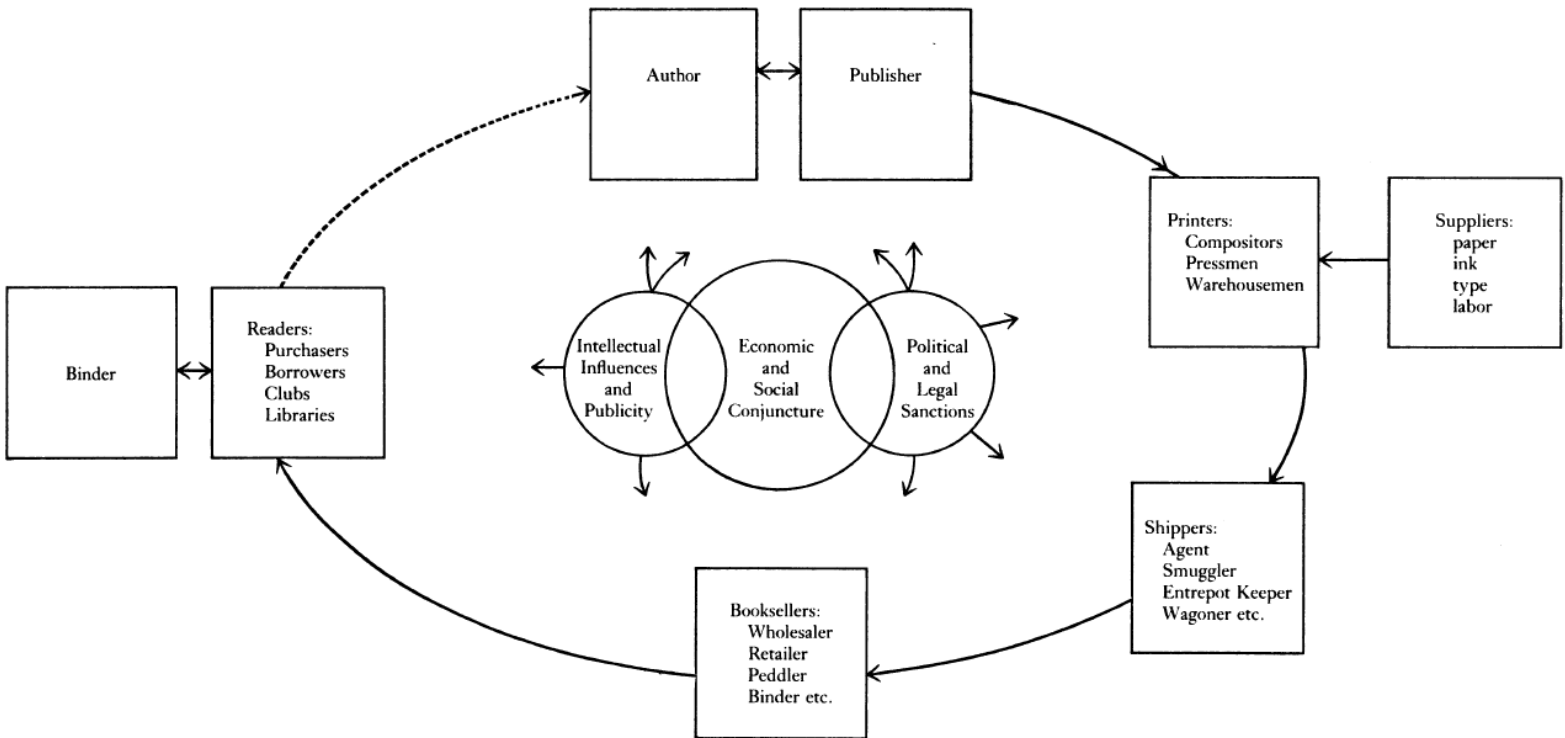 Author
Publisher
Printers:
Compositors
Pressmen
Warehousemen
Suppliers:
paper
ink
type
labor
Binder
Readers:
Purchasers
Borrowers
Clubs
Libraries
Intellectual
Influences
and
Publicity
Economic
and
Social
Conjuncture
Political
and
Legal
Sanctions
Shippers:
Agent
Smuggler
Entrepot Keeper
Wagoner etc.
Booksellers:
Wholesaler
Retailer
Peddler
Binder etc.